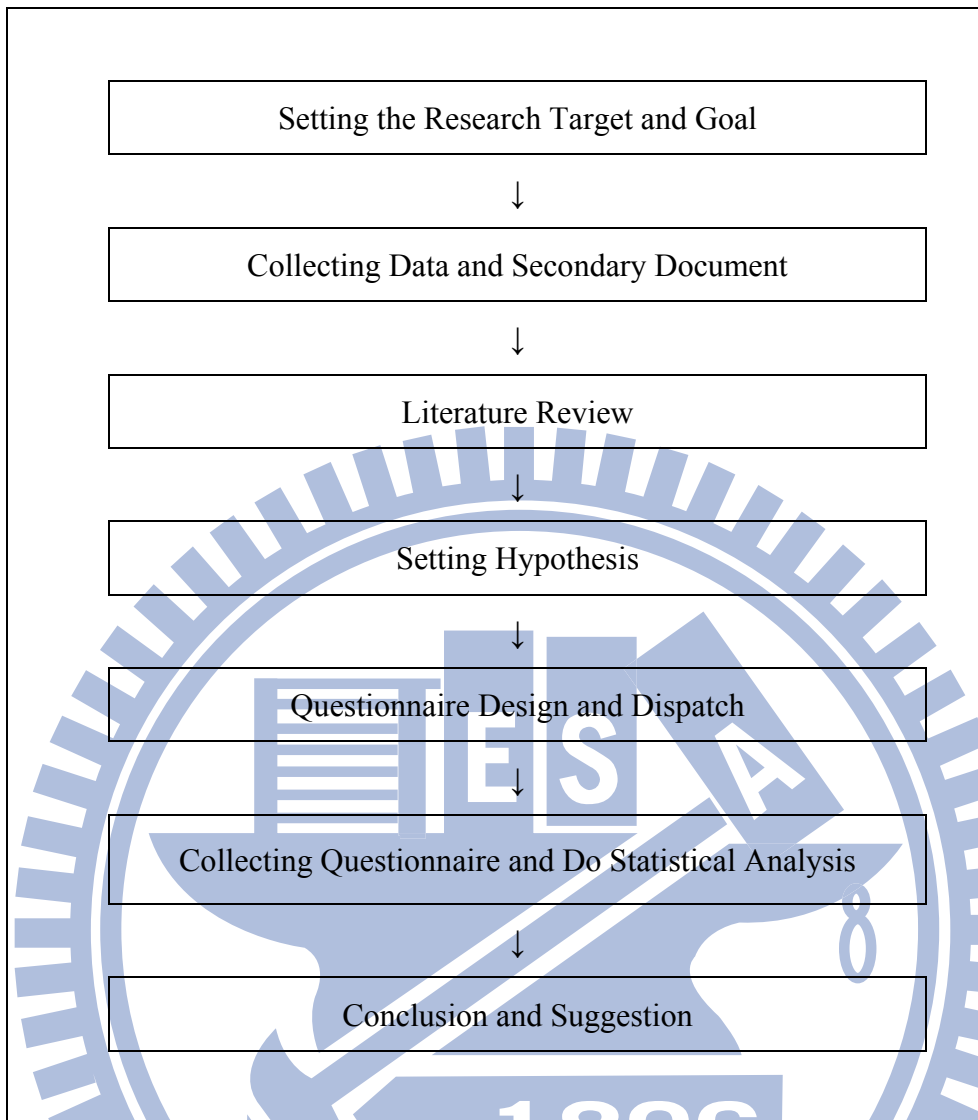 Setting the Research Target and Goal
↓
Collecting Data and Secondary Document
↓
Literature Review
↓
Setting Hypothesis
↓
Questionnaire Design and Dispatch
↓
E S A
Collecting Questionnaire and Do Statistical Analysis
8
↓
Conclusion and Suggestion